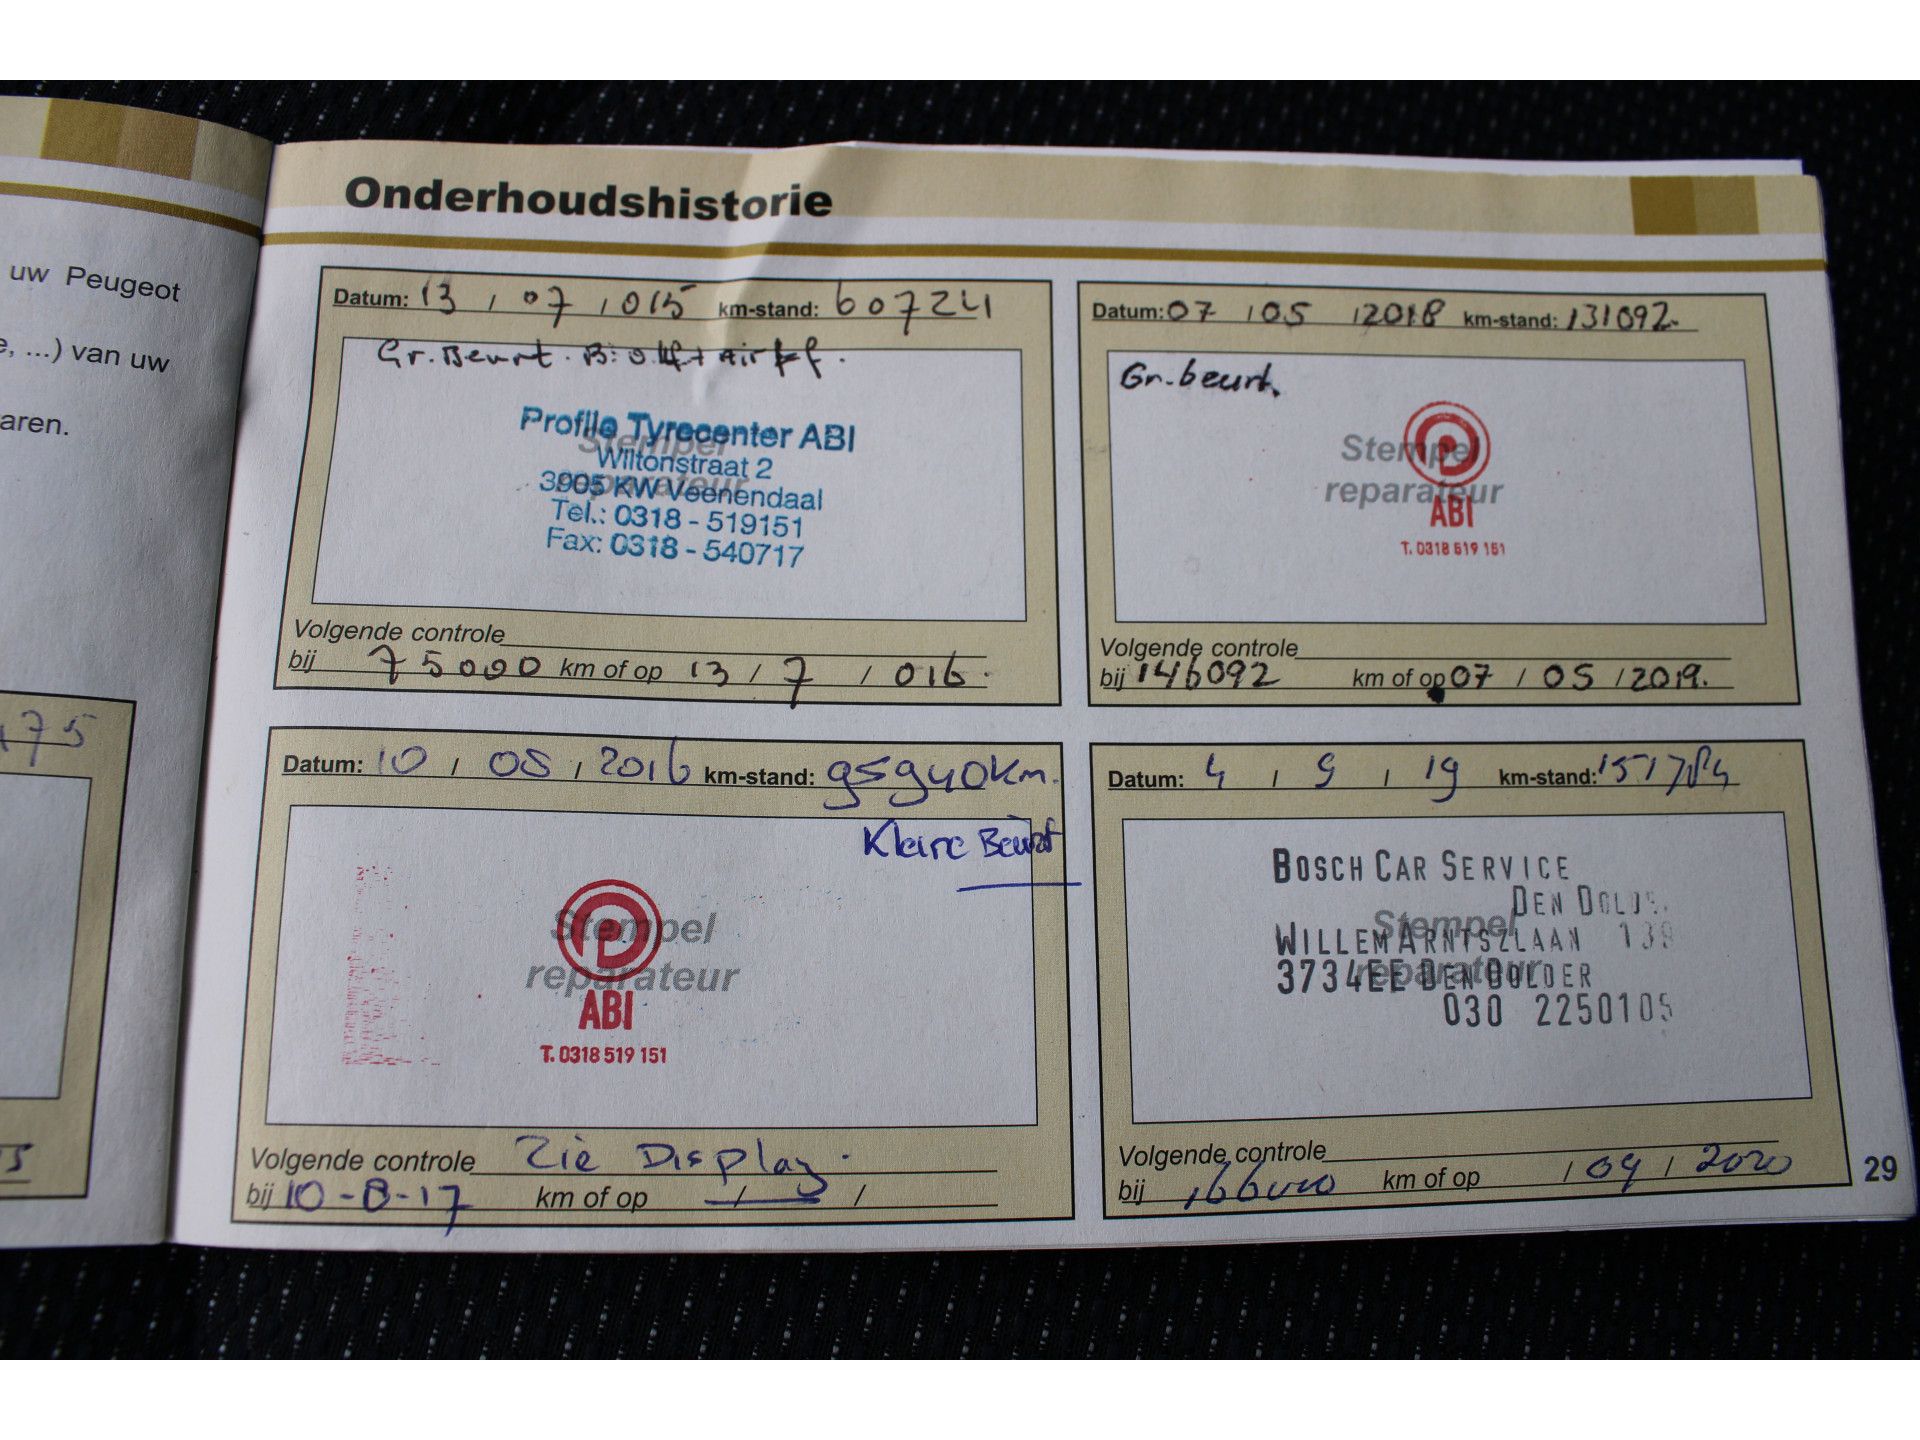 uw Peugeot
, ...) van uw
aren.
75
Onderhoudshistorie
Datum: 13 / 07 / 015 km-stand: 60724
Gr. Beurt.
Stempel
reparateur
Profile Tyrecenter ABI
Wiltonstraat 2
3905 KW Veenendaal
Tel.: 0318 - 519151
Fax: 0318 - 540717
Volgende controle
bij 75000 km of op 13 / 7 / 016.
Datum: 10 / 08 / 2016 km-stand: 95940km.
Kleine Beurt
Stempel
reparateur
ABI
T. 0318 519 151
Volgende controle Zie Display.
bij 10-8-17 km of op / /
Datum: 07 / 05 / 2018 km-stand: 131092.
Gr. beurt.
Stempel
reparateur
ABI
T. 0318 519 151
Volgende controle
bij 146092 km of op 07 / 05 / 2019.
Datum: 4 / 9 / 19 km-stand: 151784
BOSCH CAR SERVICE
DEN DOLDER
Stempel
WILLEM ARNTSZLAAN 139
reparateur
3734EE DEN DOLDER
030 2250105
Volgende controle
bij 166000 km of op / 09 / 2020
29